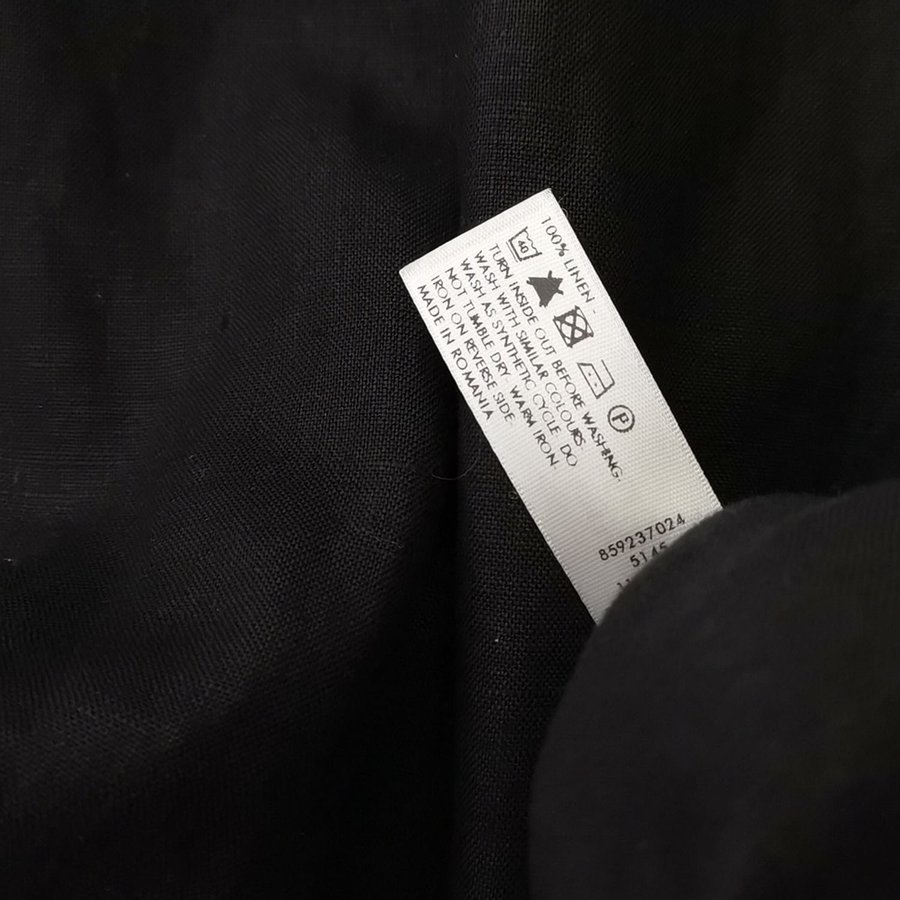 100% LINEN -
40
P
TURN INSIDE OUT BEFORE WASHING.
WASH WITH SIMILAR COLOURS
WASH AS SYNTHETIC CYCLE. DO
NOT TUMBLE DRY. WARM IRON.
IRON ON REVERSE SIDE
MADE IN ROMANIA
859237024
5145